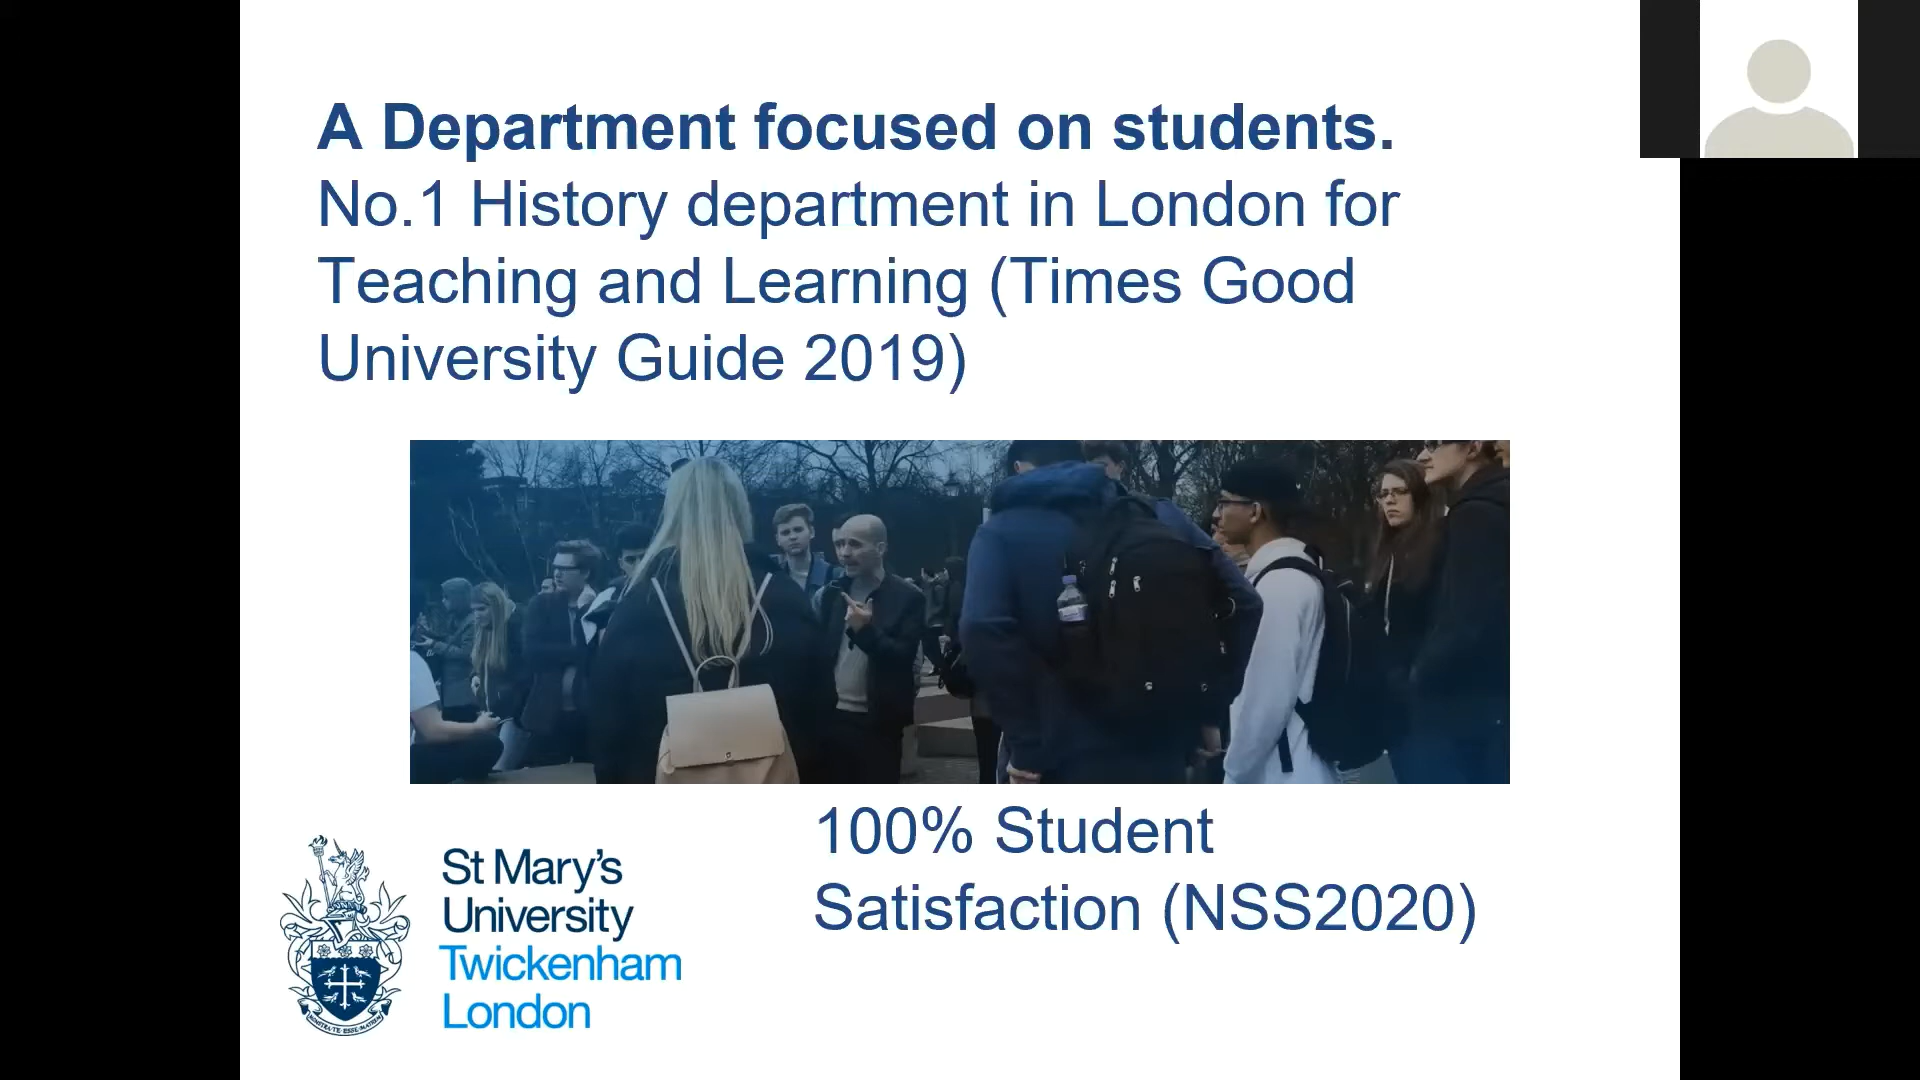 A Department focused on students.
No.1 History department in London for
Teaching and Learning (Times Good
University Guide 2019)
100% Student
Satisfaction (NSS2020)
St Mary's
University
Twickenham
London